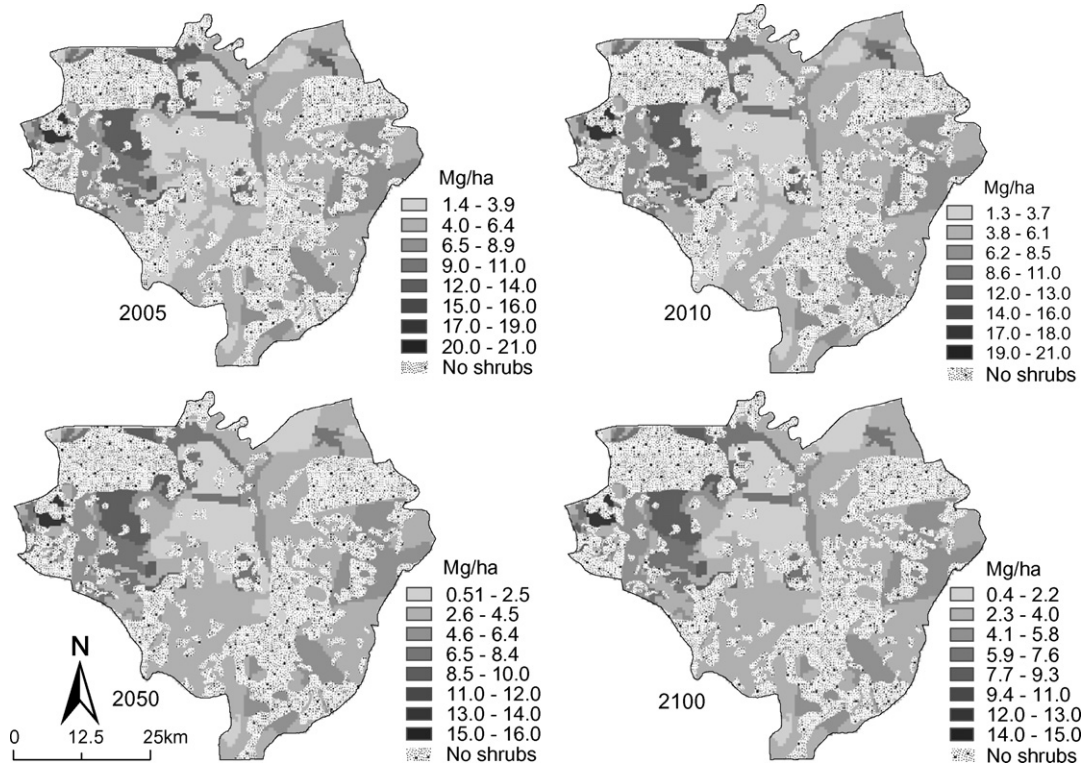 Mg/ha
1.4 - 3.9
4.0 - 6.4
6.5 - 8.9
9.0 - 11.0
12.0 - 14.0
15.0 - 16.0
17.0 - 19.0
20.0 - 21.0
No shrubs
2005
Mg/ha
1.3 - 3.7
3.8 - 6.1
6.2 - 8.5
8.6 - 11.0
12.0 - 13.0
14.0 - 16.0
17.0 - 18.0
19.0 - 21.0
No shrubs
2010
Mg/ha
0.51 - 2.5
2.6 - 4.5
4.6 - 6.4
6.5 - 8.4
8.5 - 10.0
11.0 - 12.0
13.0 - 14.0
15.0 - 16.0
No shrubs
2050
N
0 12.5 25km
Mg/ha
0.4 - 2.2
2.3 - 4.0
4.1 - 5.8
5.9 - 7.6
7.7 - 9.3
9.4 - 11.0
12.0 - 13.0
14.0 - 15.0
No shrubs
2100